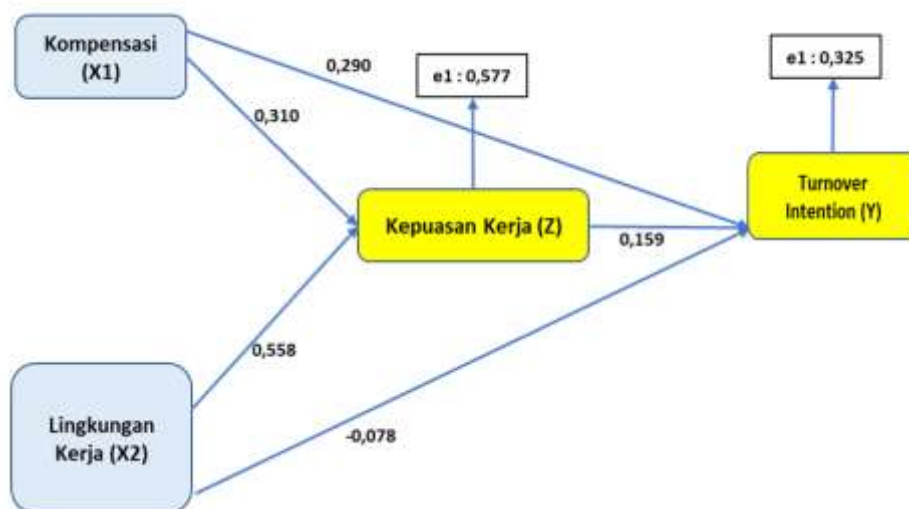 Kompensasi
(X1)
0,290
e1 : 0,577
e1 : 0,325
0,310
Turnover
Intention (Y)
Kepuasan Kerja (Z)
0,159
0,558
Lingkungan
Kerja (X2)
-0,078